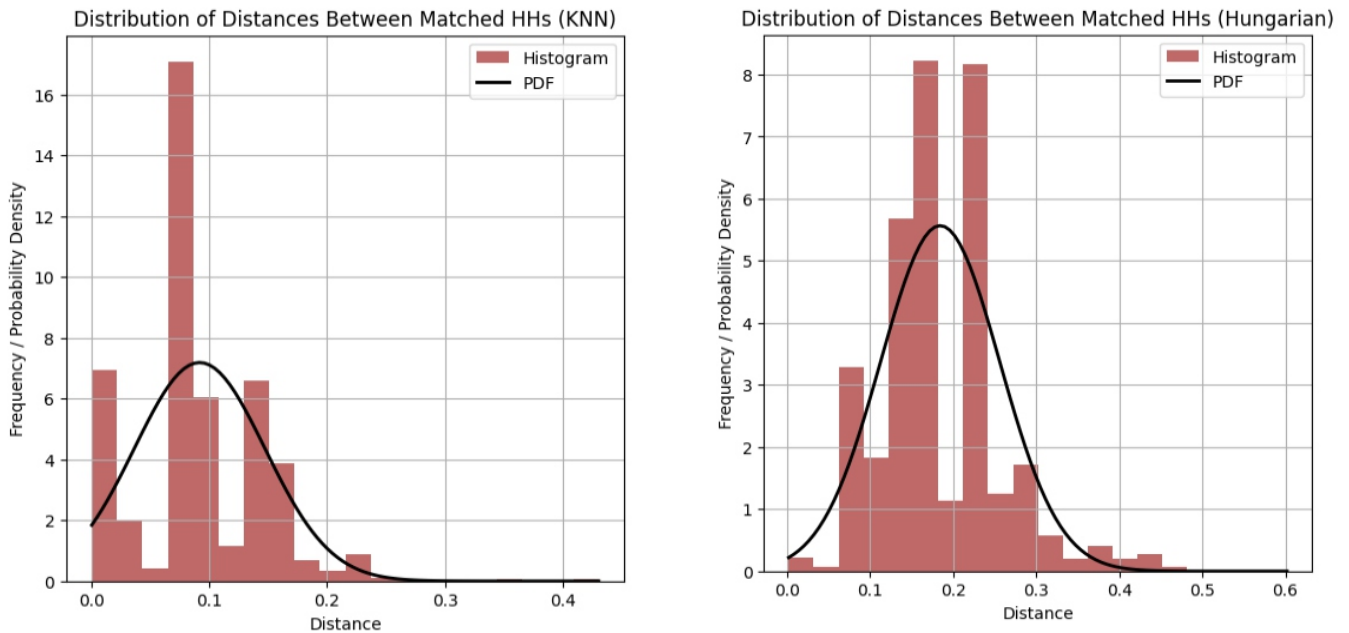 Distribution of Distances Between Matched HHs (KNN)
Histogram
PDF
Frequency / Probability Density
16
14
12
10
8
6
4
2
0
0.0 0.1 0.2 0.3 0.4
Distance
Distribution of Distances Between Matched HHs (Hungarian)
Histogram
PDF
Frequency / Probability Density
8
7
6
5
4
3
2
1
0
0.0 0.1 0.2 0.3 0.4 0.5 0.6
Distance